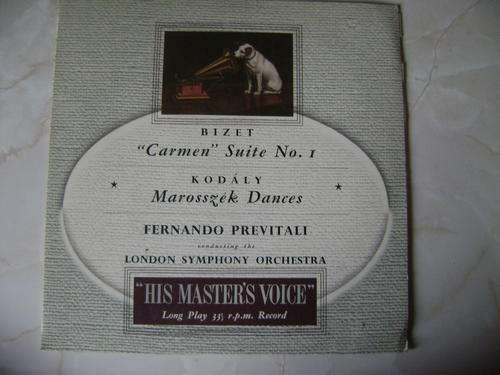 BIZET
"Carmen" Suite No. 1
KODÁLY
Marosszék Dances
FERNANDO PREVITALI
conducting the
LONDON SYMPHONY ORCHESTRA
"HIS MASTER'S VOICE"
Long Play 33⅓ r.p.m. Record